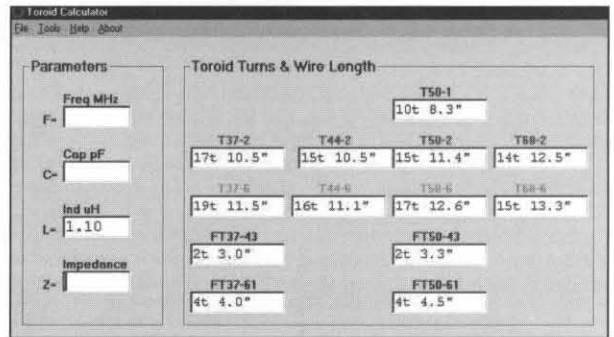 Toroid Calculator
File Tools Help About
Parameters
Toroid Turns & Wire Length
Freq MHz
F=
Cap pF
C=
Ind uH
L= 1.10
Impedance
Z=
T50-1
10t 8.3"
T37-2 T44-2 T50-2 T68-2
17t 10.5" 15t 10.5" 15t 11.4" 14t 12.5"
T37-6 T44-6 T50-6 T68-6
19t 11.5" 16t 11.1" 17t 12.6" 15t 13.3"
FT37-43 FT50-43
2t 3.0" 2t 3.3"
FT37-61 FT50-61
4t 4.0" 4t 4.5"